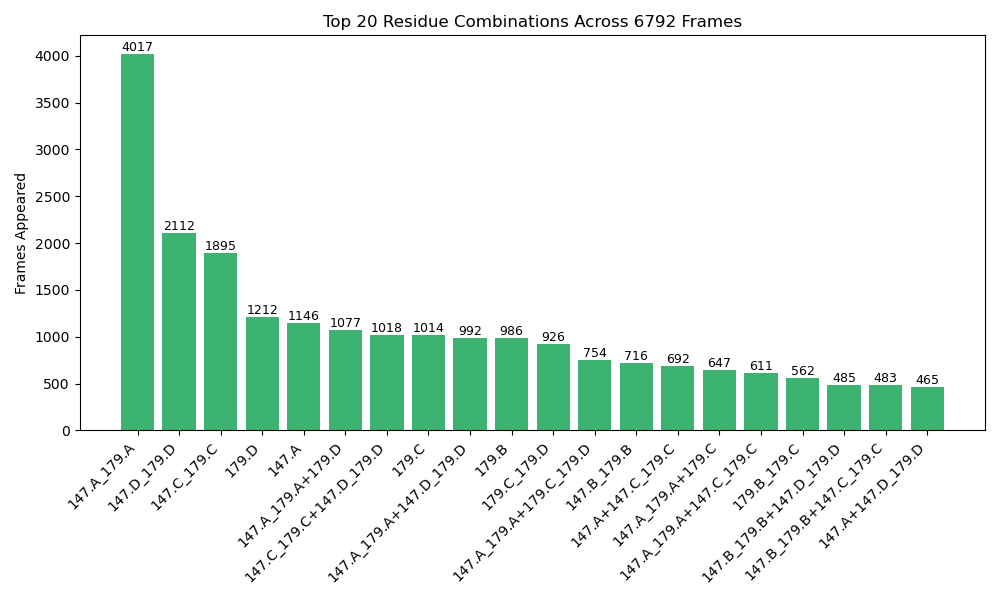 Top 20 Residue Combinations Across 6792 Frames
Frames Appeared
4000
3500
3000
2500
2000
1500
1000
500
0
4017
2112
1895
1212
1146
1077
1018
1014
992
986
926
754
716
692
647
611
562
485
483
465
147.A_179.A
147.D_179.D
147.C_179.C
179.D
147.A
147.A_179.A+179.D
147.C_179.C+147.D_179.D
179.C
147.A_179.A+147.D_179.D
179.B
179.C_179.D
147.A_179.A+179.C_179.D
147.B_179.B
147.A+147.C_179.C
147.A_179.A+179.C
147.A_179.A+147.C_179.C
179.B_179.C
147.B_179.B+147.D_179.D
147.B_179.B+147.C_179.C
147.A+147.D_179.D